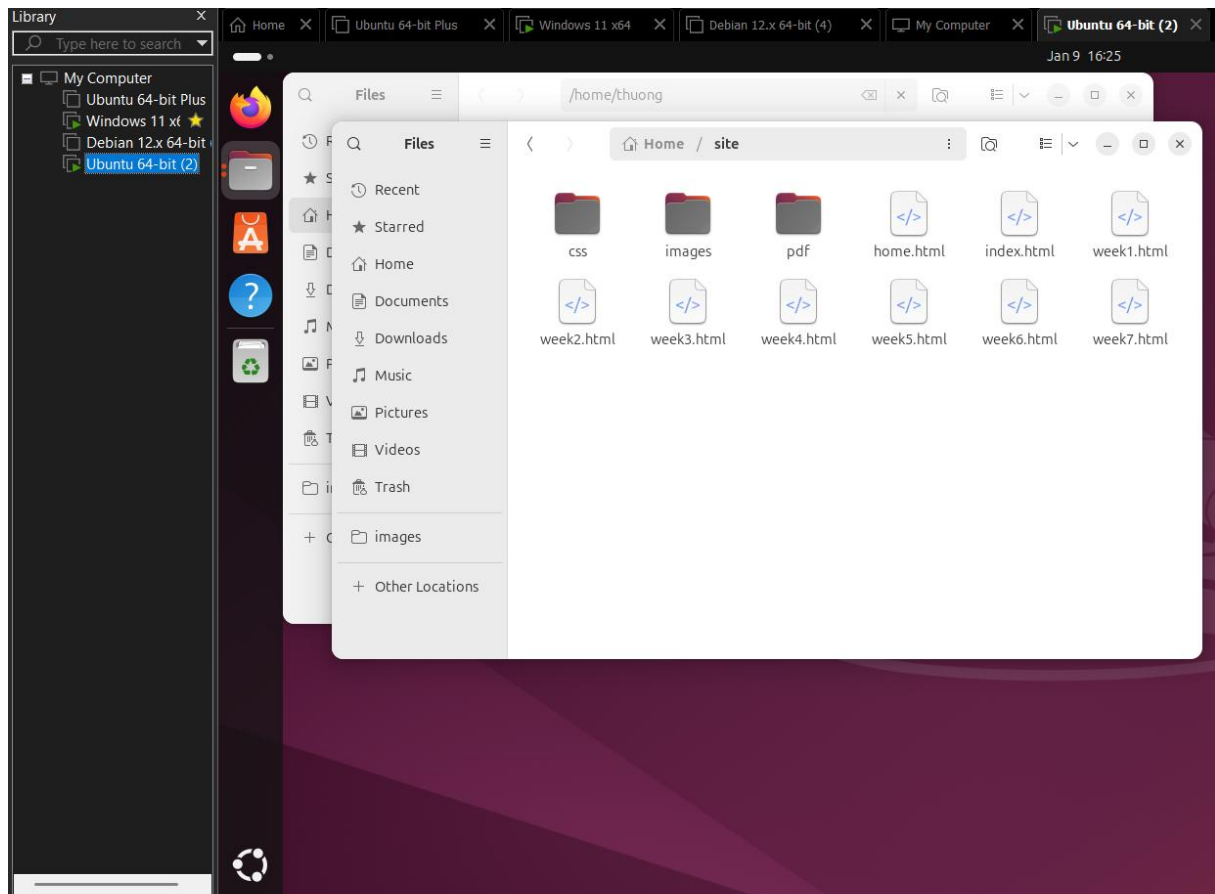 Library X
Type here to search
My Computer
Ubuntu 64-bit Plus
Windows 11 x6
Debian 12.x 64-bit
Ubuntu 64-bit (2)
Home X Ubuntu 64-bit Plus X Windows 11 x64 X Debian 12.x 64-bit (4) X My Computer X Ubuntu 64-bit (2) X
Jan 9 16:25
Files /home/thuong
Files Home / site
Recent
Starred
Home
Documents
Downloads
Music
Pictures
Videos
Trash
images
+ Other Locations
css images pdf home.html index.html week1.html
week2.html week3.html week4.html week5.html week6.html week7.html